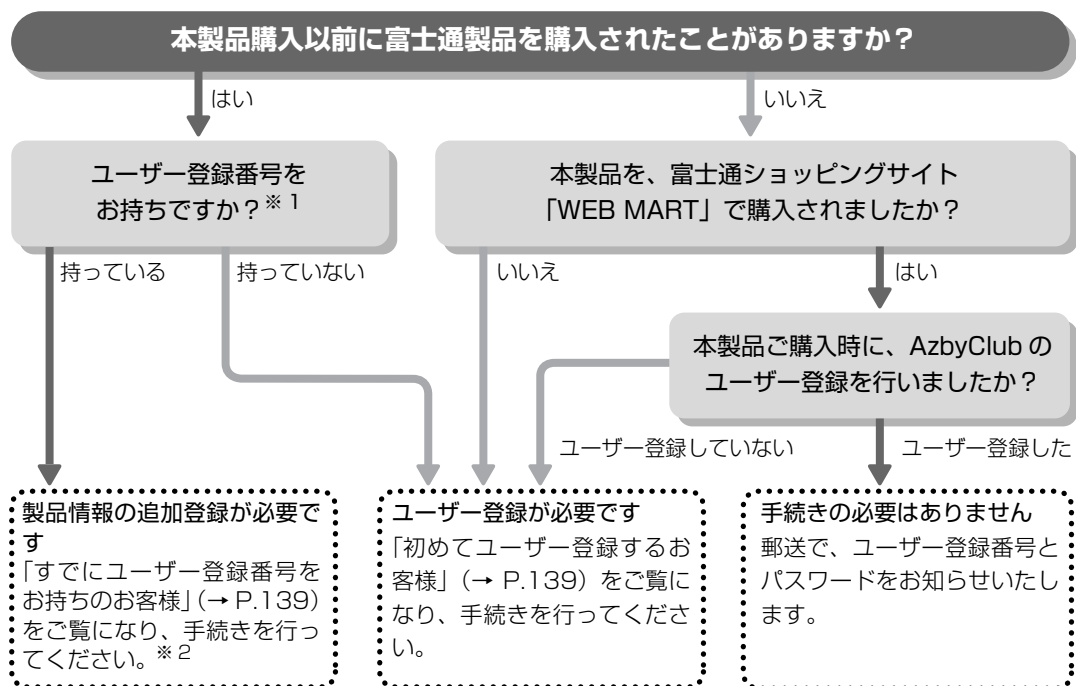 本製品購入以前に富士通製品を購入されたことがありますか？
はい
いいえ
ユーザー登録番号を
お持ちですか？※1
本製品を、富士通ショッピングサイト
「WEB MART」で購入されましたか？
持っている
持っていない
いいえ
はい
本製品ご購入時に、AzbyClub の
ユーザー登録を行いましたか？
ユーザー登録していない
ユーザー登録した
製品情報の追加登録が必要で
す
「すでにユーザー登録番号を
お持ちのお客様」（→ P.139）
をご覧になり、手続きを行っ
てください。※2
ユーザー登録が必要です
「初めてユーザー登録するお
客様」（→ P.139）をご覧に
なり、手続きを行ってくださ
い。
手続きの必要はありません
郵送で、ユーザー登録番号と
パスワードをお知らせいたし
ます。